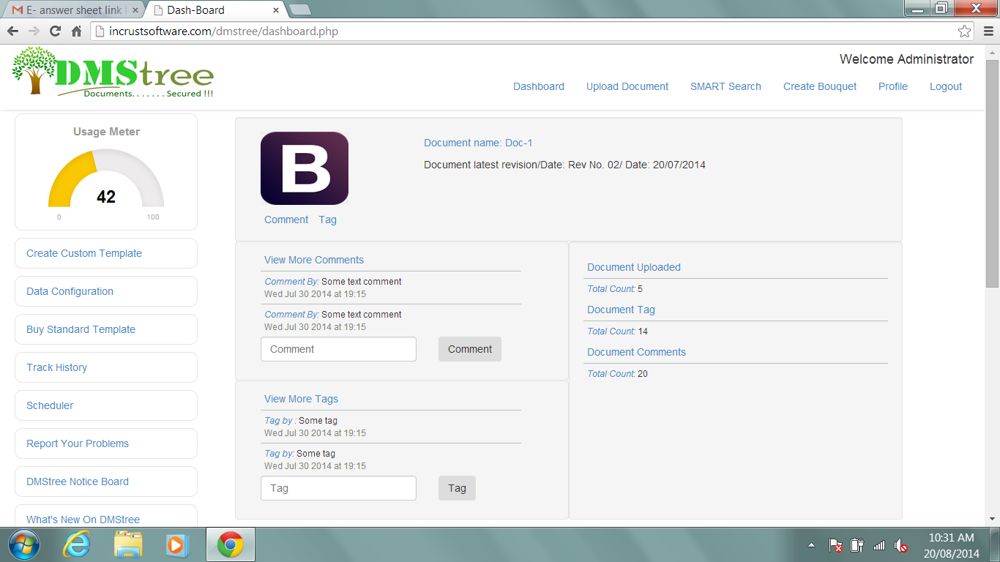 E- answer sheet link
Dash-Board
incrustsoftware.com/dmstree/dashboard.php
DMStree
Documents. . . . . . . Secured !!!
Welcome Administrator
Dashboard Upload Document SMART Search Create Bouquet Profile Logout
Usage Meter
42
0 100
Create Custom Template
Data Configuration
Buy Standard Template
Track History
Scheduler
Report Your Problems
DMStree Notice Board
What's New On DMStree
B
Document name: Doc-1
Document latest revision/Date: Rev No. 02/ Date: 20/07/2014
Comment Tag
View More Comments
Comment By: Some text comment
Wed Jul 30 2014 at 19:15
Comment By: Some text comment
Wed Jul 30 2014 at 19:15
Comment Comment
View More Tags
Tag by : Some tag
Wed Jul 30 2014 at 19:15
Tag by: Some tag
Wed Jul 30 2014 at 19:15
Tag Tag
Document Uploaded
Total Count: 5
Document Tag
Total Count: 14
Document Comments
Total Count: 20
10:31 AM
20/08/2014